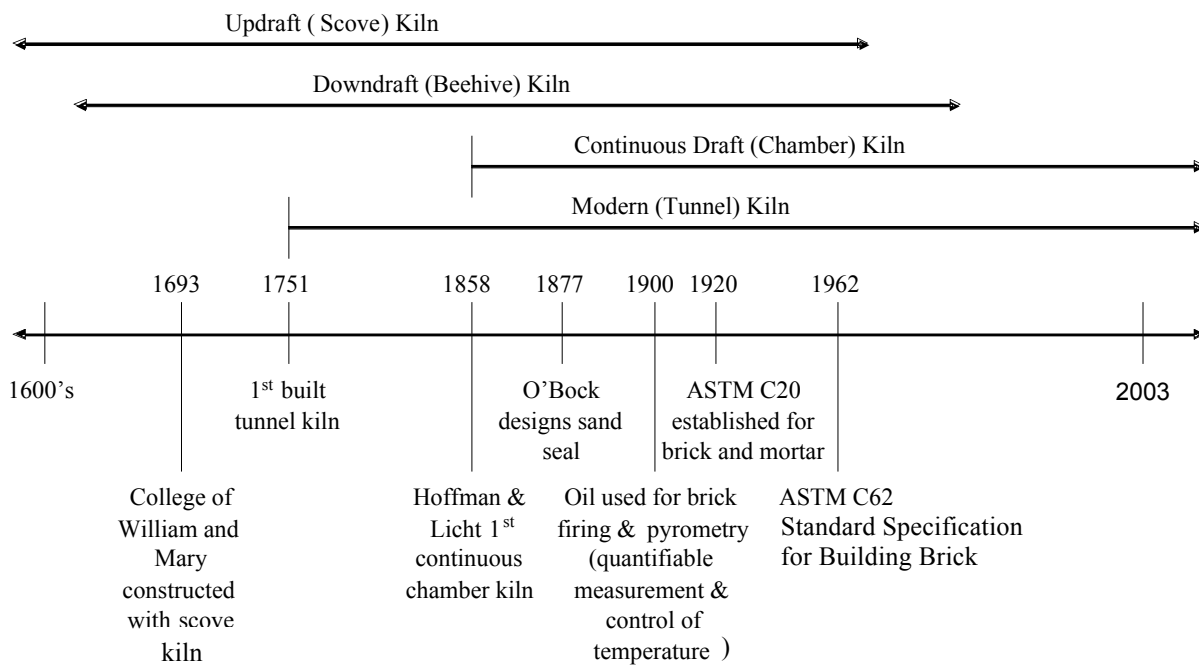 Updraft ( Scove) Kiln
Downdraft (Beehive) Kiln
Continuous Draft (Chamber) Kiln
Modern (Tunnel) Kiln
1693
1751
1858
1877
1900
1920
1962
1600's
1st built
tunnel kiln
O'Bock
designs sand
seal
ASTM C20
established for
brick and mortar
2003
College of
William and
Mary
constructed
with scove
kiln
Hoffman &
Licht 1st
continuous
chamber kiln
Oil used for brick
firing & pyrometry
(quantifiable
measurement &
control of
temperature )
ASTM C62
Standard Specification
for Building Brick